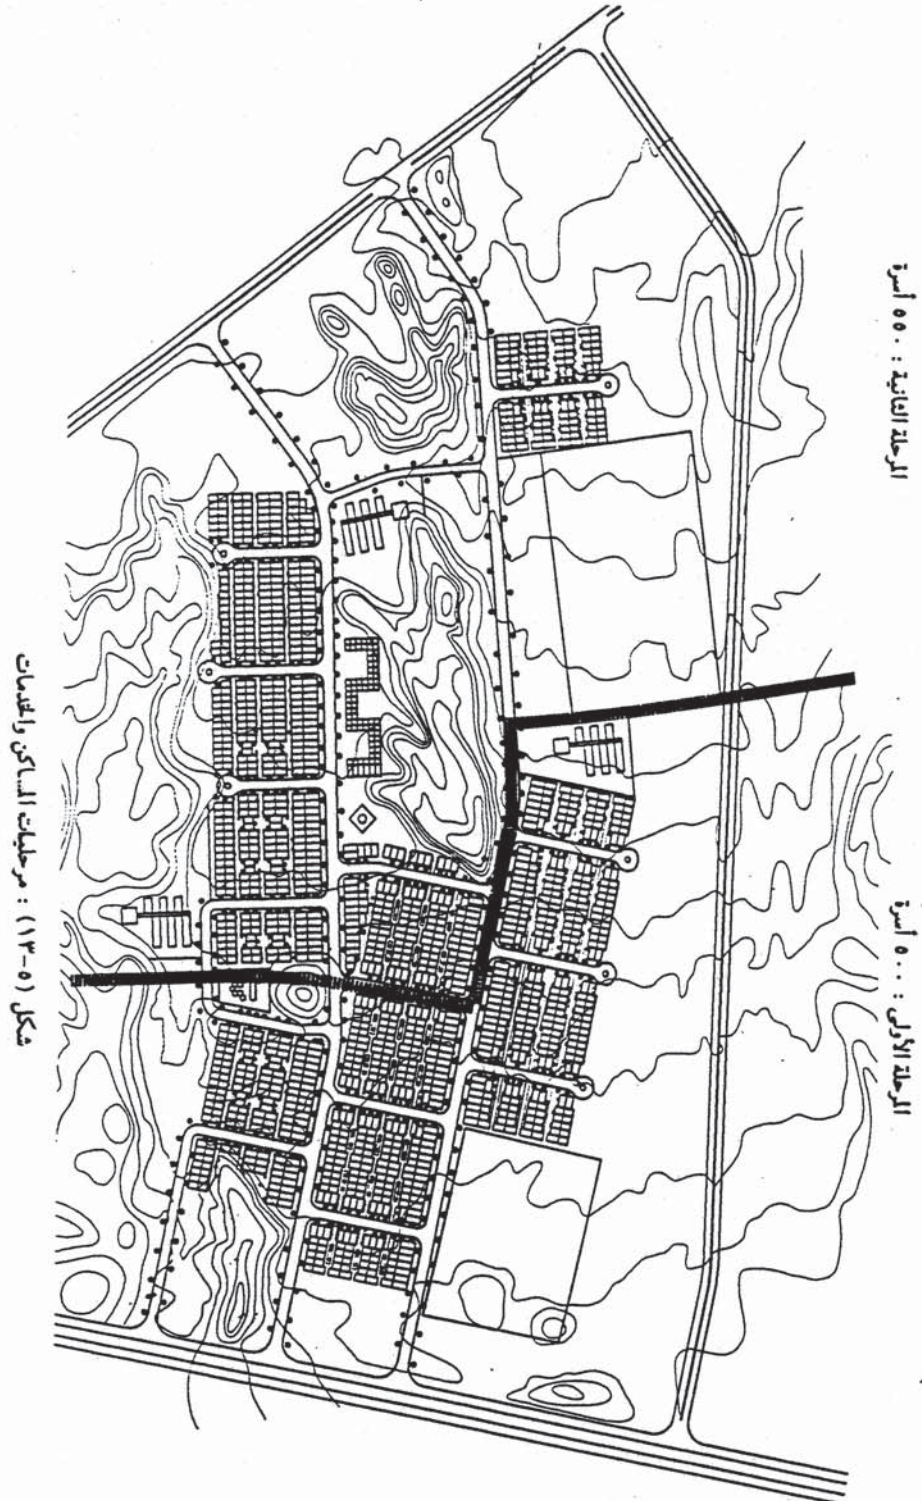 المرحلة الثانية : ٥٥٠ أسرة
المرحلة الأولى : ٥٠٠ أسرة
شكل (٥-١٣) : مرحليات المساكن والخدمات